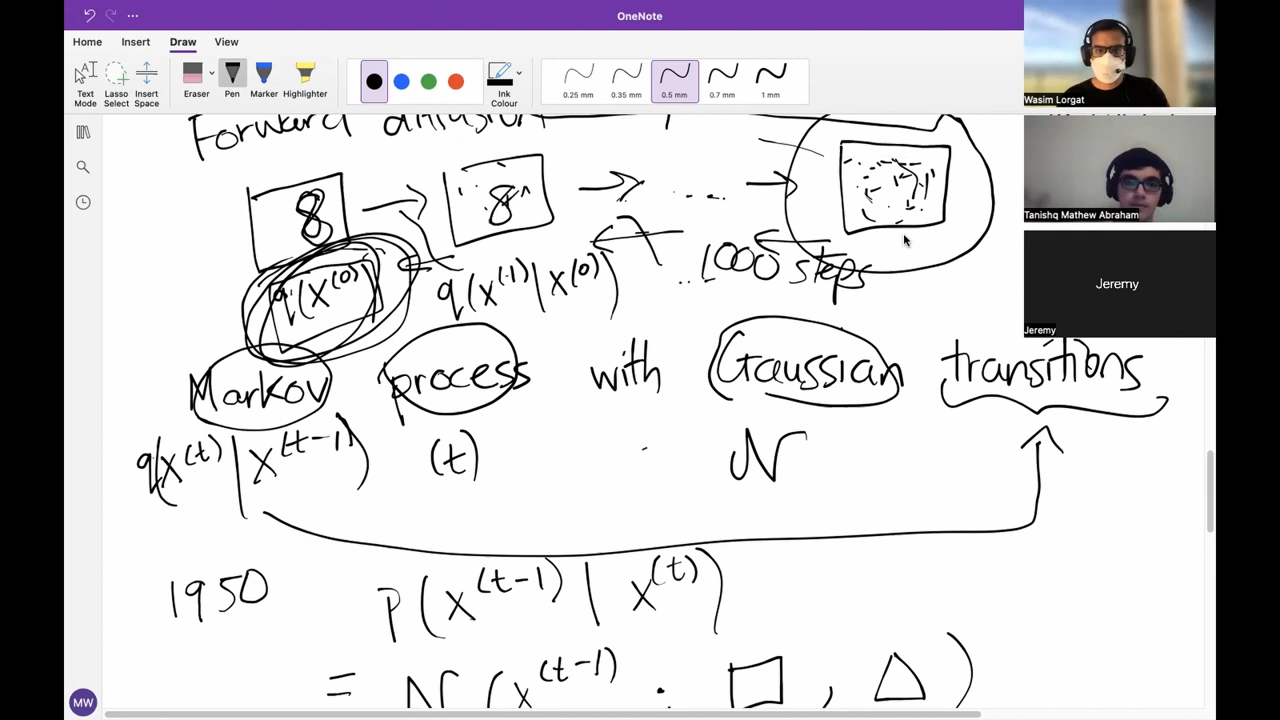 OneNote
Home Insert Draw View
Text Mode Lasso Select Insert Space Eraser Pen Marker Highlighter Ink Colour 0.25 mm 0.35 mm 0.5 mm 0.7 mm 1 mm
Wasim Lorgat
Tanishq Mathew Abraham
Jeremy
Jeremy
Forward diffusion
8 → 8 → .... →
q(x^(0)) q(x^(1)|x^(0)) .. 1000 steps
Markov process with Gaussian transitions
q(x^(t)|x^(t-1)) (t) N
1950 p(x^(t-1)|x^(t))
= N(x^(t-1); □, △)
MW